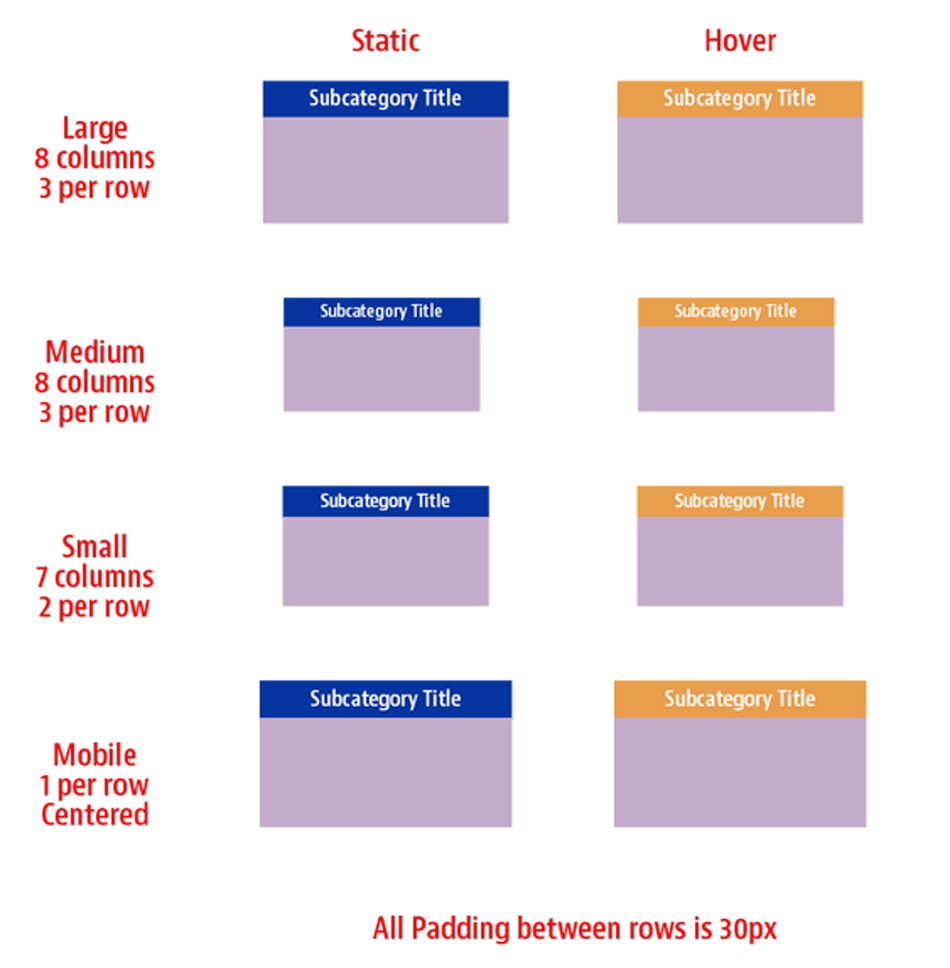 Static
Hover
Large
8 columns
3 per row
Subcategory Title
Subcategory Title
Medium
8 columns
3 per row
Subcategory Title
Subcategory Title
Small
7 columns
2 per row
Subcategory Title
Subcategory Title
Mobile
1 per row
Centered
Subcategory Title
Subcategory Title
All Padding between rows is 30px